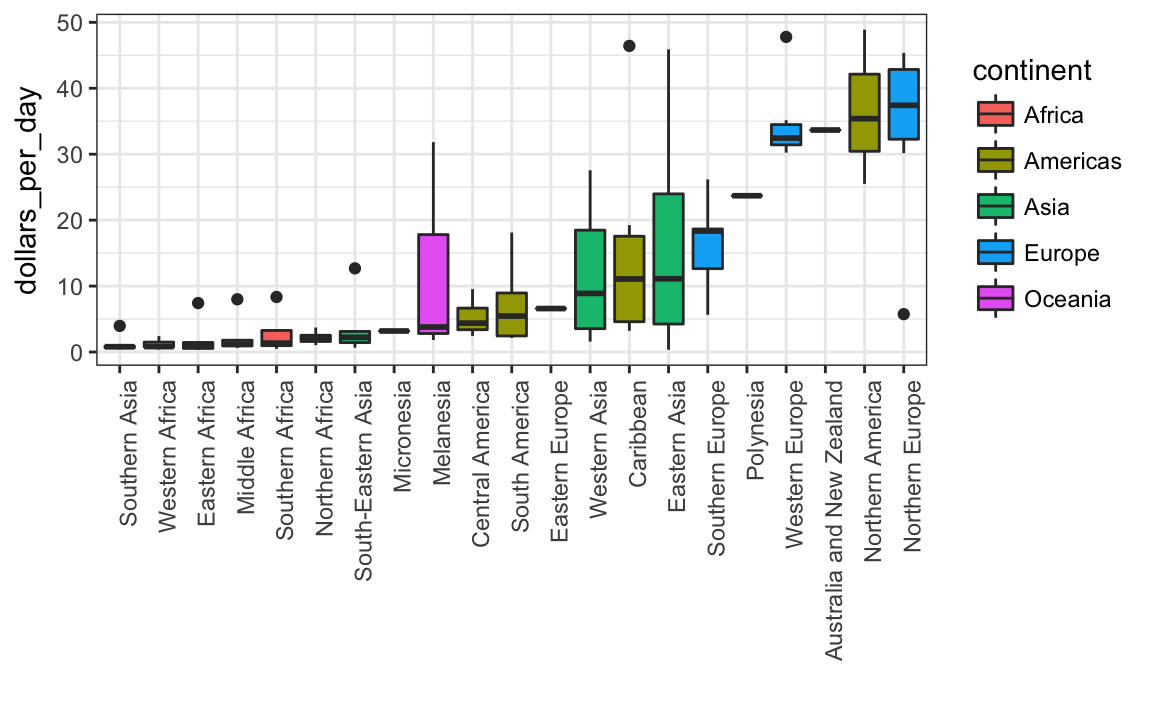 dollars_per_day
50
40
30
20
10
0
Southern Asia
Western Africa
Eastern Africa
Middle Africa
Southern Africa
Northern Africa
South-Eastern Asia
Micronesia
Melanesia
Central America
South America
Eastern Europe
Western Asia
Caribbean
Eastern Asia
Southern Europe
Polynesia
Western Europe
Australia and New Zealand
Northern America
Northern Europe
continent
Africa
Americas
Asia
Europe
Oceania